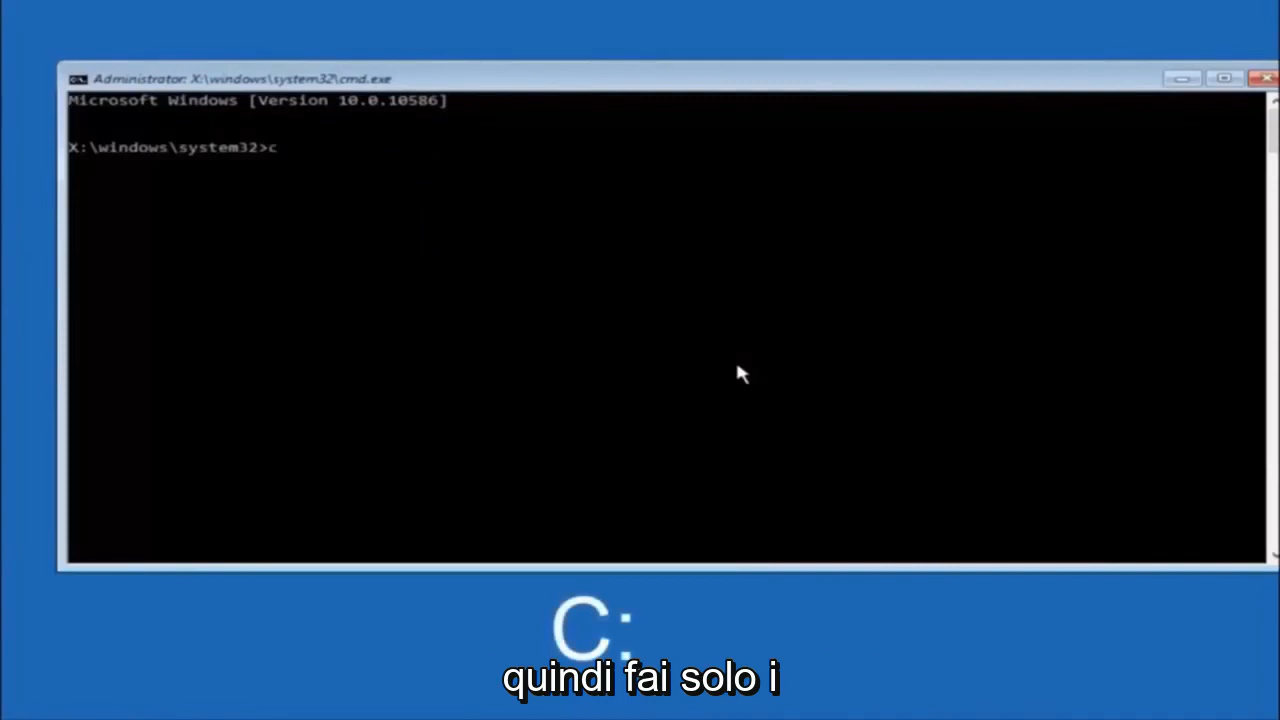 Administrator: X:\windows\system32\cmd.exe
Microsoft Windows [Version 10.0.10586]
X:\windows\system32>c
C:
quindi fai solo i